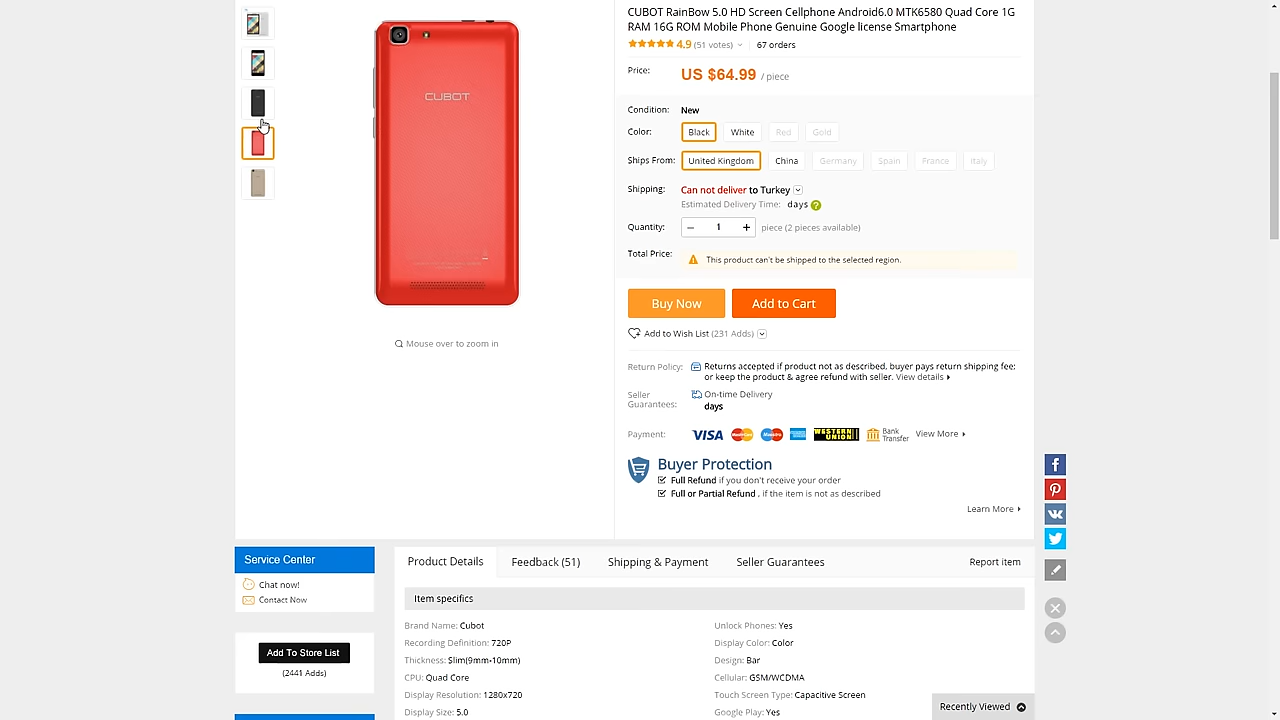 CUBOT RainBow 5.0 HD Screen Cellphone Android6.0 MTK6580 Quad Core 1G
RAM 16G ROM Mobile Phone Genuine Google license Smartphone
4.9 (51 votes) 67 orders
Price: US $64.99 / piece
Condition: New
Color: Black White Red Gold
Ships From: United Kingdom China Germany Spain France Italy
Shipping: Can not deliver to Turkey
Estimated Delivery Time: days ?
Quantity: − 1 + piece (2 pieces available)
Total Price: This product can't be shipped to the selected region.
Buy Now Add to Cart
Add to Wish List (231 Adds)
Return Policy: Returns accepted if product not as described, buyer pays return shipping fee;
or keep the product & agree refund with seller. View details
Seller Guarantees: On-time Delivery
days
Payment: VISA MasterCard Maestro WESTERN UNION Bank Transfer View More
Buyer Protection
Full Refund if you don't receive your order
Full or Partial Refund , if the item is not as described
Learn More
CUBOT
Mouse over to zoom in
Service Center
Chat now!
Contact Now
Add To Store List
(2441 Adds)
Product Details Feedback (51) Shipping & Payment Seller Guarantees Report item
Item specifics
Brand Name: Cubot Unlock Phones: Yes
Recording Definition: 720P Display Color: Color
Thickness: Slim(9mm-10mm) Design: Bar
CPU: Quad Core Cellular: GSM/WCDMA
Display Resolution: 1280x720 Touch Screen Type: Capacitive Screen
Display Size: 5.0 Google Play: Yes
Recently Viewed